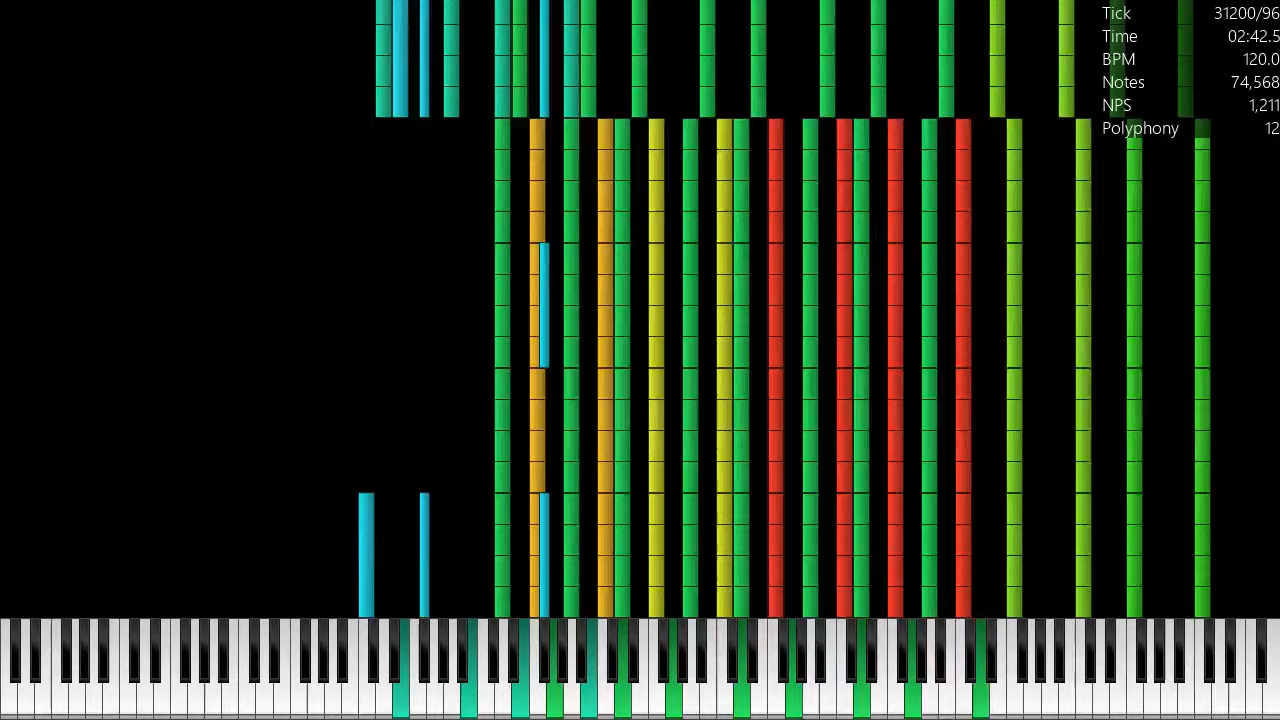 Tick 31200/96
Time 02:42.5
BPM 120.0
Notes 74,568
NPS 1,211
Polyphony 12